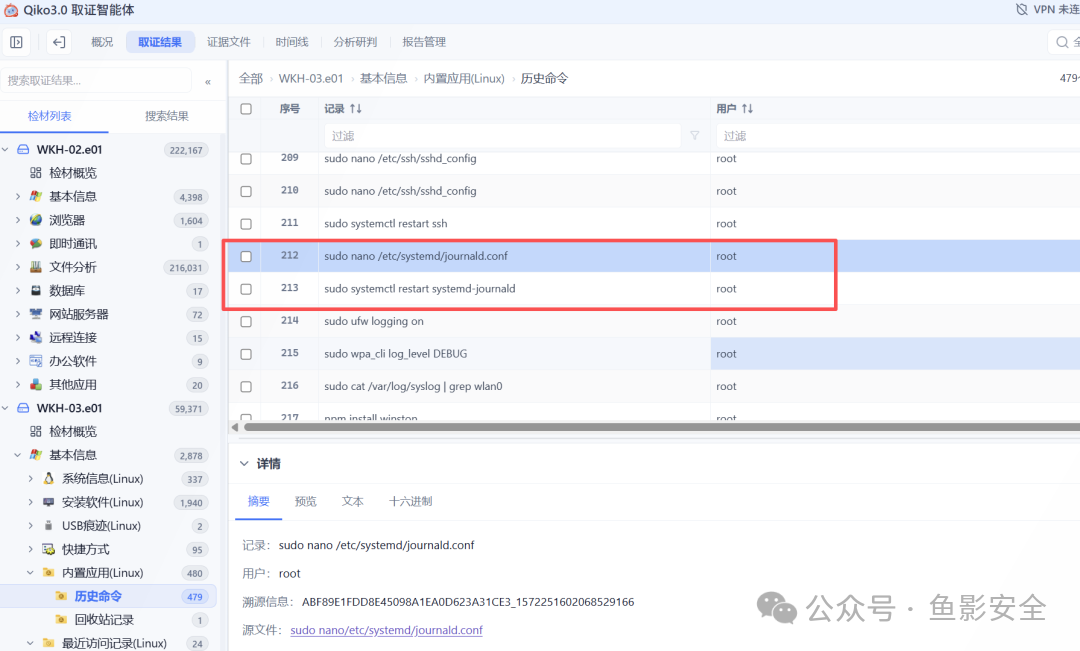 Qiko3.0 取证智能体
VPN 未连
概况 取证结果 证据文件 时间线 分析研判 报告管理
全
搜索取证结果... «
全部 › WKH-03.e01 › 基本信息 › 内置应用(Linux) › 历史命令
479个
检材列表 搜索结果
序号 记录 ↑↓ 用户 ↑↓
过滤 过滤
209 sudo nano /etc/ssh/sshd_config root
210 sudo nano /etc/ssh/sshd_config root
211 sudo systemctl restart ssh root
212 sudo nano /etc/systemd/journald.conf root
213 sudo systemctl restart systemd-journald root
214 sudo ufw logging on root
215 sudo wpa_cli log_level DEBUG root
216 sudo cat /var/log/syslog | grep wlan0 root
217 npm install winston root
WKH-02.e01 222,167
检材概览
基本信息 4,398
浏览器 1,604
即时通讯 1
文件分析 216,031
数据库 17
网站服务器 72
远程连接 15
办公软件 9
其他应用 20
WKH-03.e01 59,371
检材概览
基本信息 2,878
系统信息(Linux) 337
安装软件(Linux) 1,940
USB痕迹(Linux) 2
快捷方式 95
内置应用(Linux) 480
历史命令 479
回收站记录 1
最近访问记录(Linux) 24
详情
摘要 预览 文本 十六进制
记录: sudo nano /etc/systemd/journald.conf
用户: root
溯源信息: ABF89E1FDD8E45098A1EA0D623A31CE3_1572251602068529166
源文件: sudo nano/etc/systemd/journald.conf
公众号 · 鱼影安全